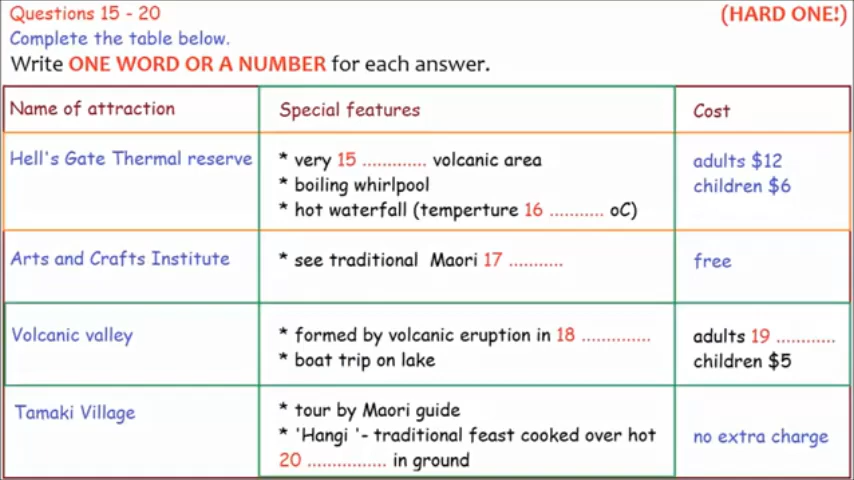 Questions 15 - 20
(HARD ONE!)
Complete the table below.
Write ONE WORD OR A NUMBER for each answer.
Name of attraction
Special features
Cost
Hell's Gate Thermal reserve
* very 15 ............. volcanic area
* boiling whirlpool
* hot waterfall (temperture 16 ........... oC)
adults $12
children $6
Arts and Crafts Institute
* see traditional Maori 17 ...........
free
Volcanic valley
* formed by volcanic eruption in 18 ..............
* boat trip on lake
adults 19 ............
children $5
Tamaki Village
* tour by Maori guide
* 'Hangi '- traditional feast cooked over hot
20 ................ in ground
no extra charge